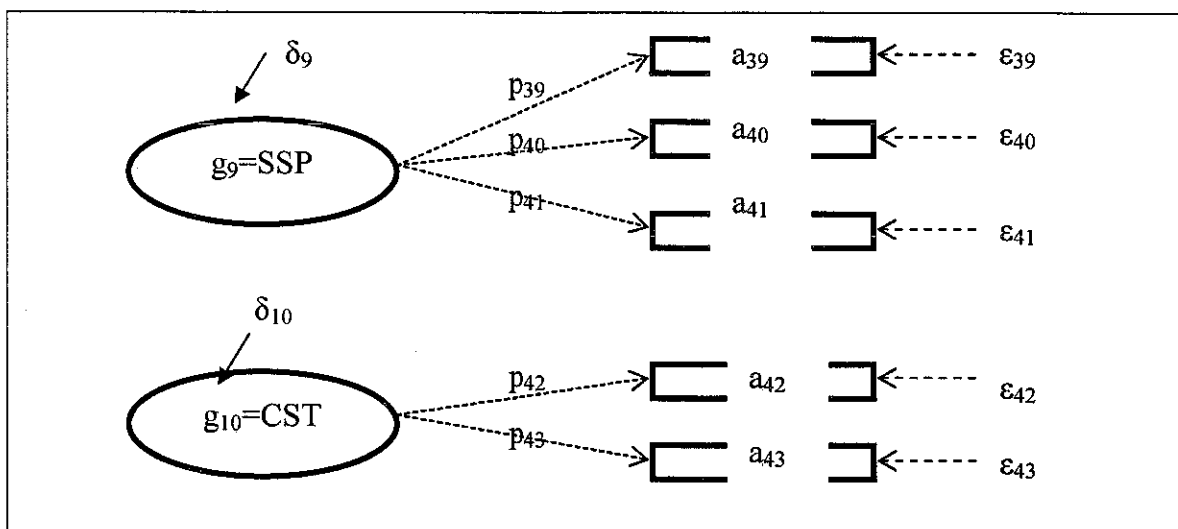 δ₉
p₃₉
a₃₉
ε₃₉
g₉=SSP
p₄₀
a₄₀
ε₄₀
p₄₁
a₄₁
ε₄₁
δ₁₀
g₁₀=CST
p₄₂
a₄₂
ε₄₂
p₄₃
a₄₃
ε₄₃